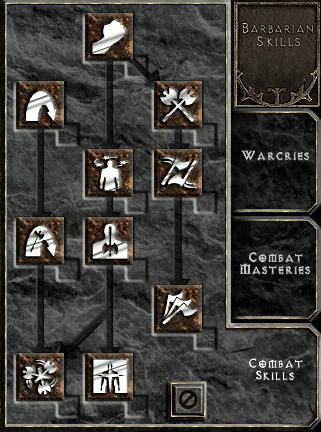 Barbarian
Skills
Warcries
Combat
Masteries
Combat
Skills